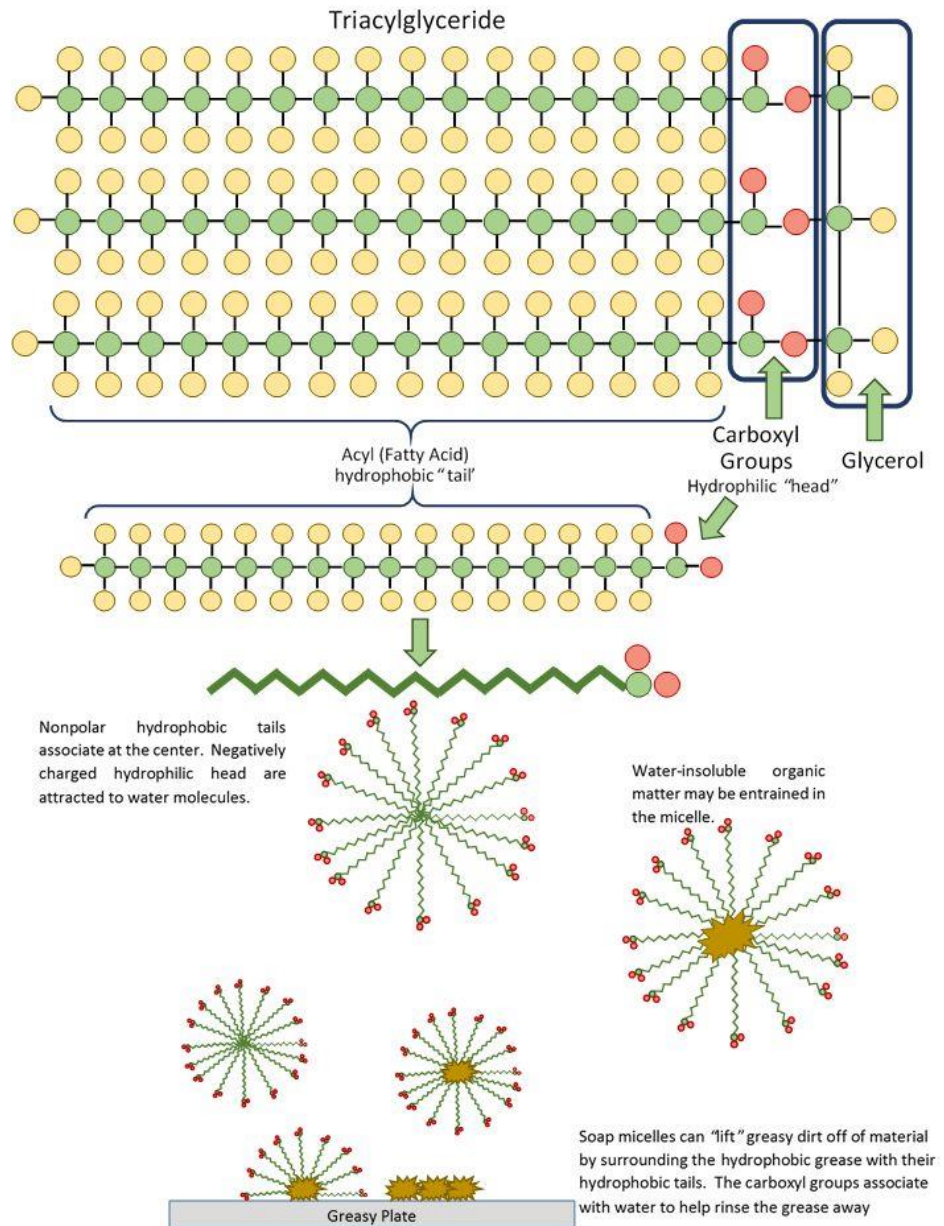 Triacylglyceride
Carboxyl
Groups
Hydrophilic "head"
Glycerol
Acyl (Fatty Acid)
hydrophobic "tail'
Nonpolar hydrophobic tails
associate at the center. Negatively
charged hydrophilic head are
attracted to water molecules.
Water-insoluble organic
matter may be entrained in
the micelle.
Soap micelles can "lift" greasy dirt off of material
by surrounding the hydrophobic grease with their
hydrophobic tails. The carboxyl groups associate
with water to help rinse the grease away
Greasy Plate